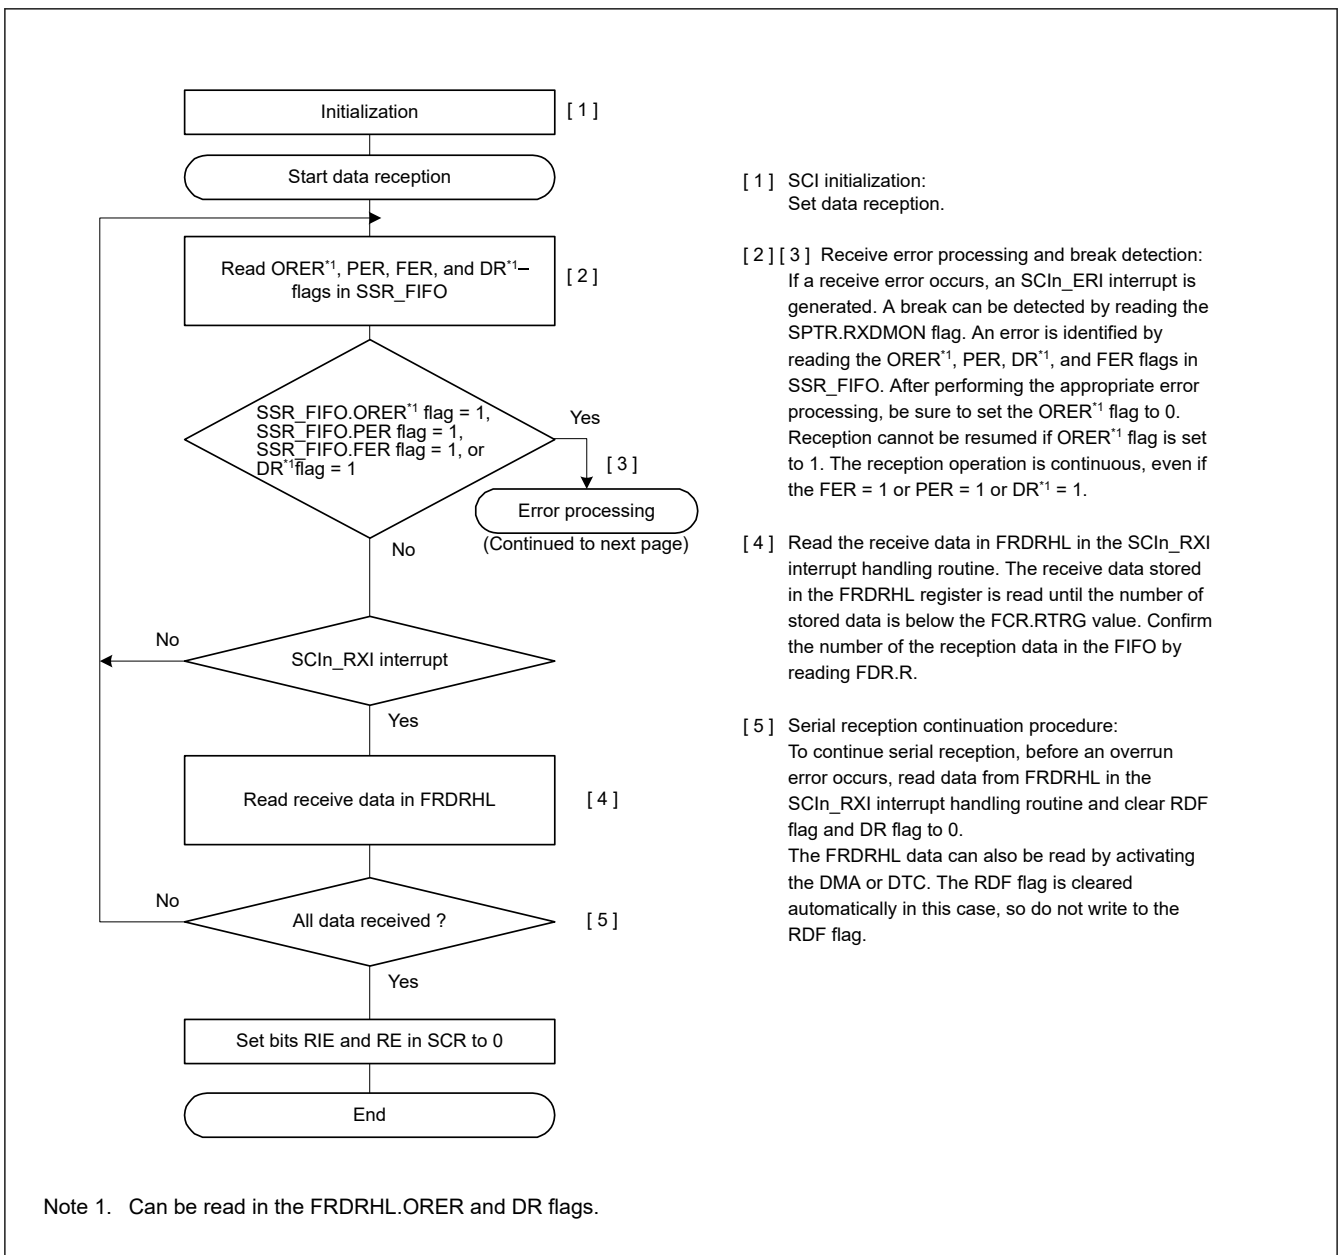 Initialization
[ 1 ]
Start data reception
Read ORER*1, PER, FER, and DR*1–
flags in SSR_FIFO
[ 2 ]
SSR_FIFO.ORER*1 flag = 1,
SSR_FIFO.PER flag = 1,
SSR_FIFO.FER flag = 1, or
DR*1flag = 1
Yes
[ 3 ]
Error processing
(Continued to next page)
No
No
SCIn_RXI interrupt
Yes
Read receive data in FRDRHL
[ 4 ]
No
All data received ?
[ 5 ]
Yes
Set bits RIE and RE in SCR to 0
End
[ 1 ] SCI initialization:
Set data reception.
[ 2 ] [ 3 ] Receive error processing and break detection:
If a receive error occurs, an SCIn_ERI interrupt is
generated. A break can be detected by reading the
SPTR.RXDMON flag. An error is identified by
reading the ORER*1, PER, DR*1, and FER flags in
SSR_FIFO. After performing the appropriate error
processing, be sure to set the ORER*1 flag to 0.
Reception cannot be resumed if ORER*1 flag is set
to 1. The reception operation is continuous, even if
the FER = 1 or PER = 1 or DR*1 = 1.
[ 4 ] Read the receive data in FRDRHL in the SCIn_RXI
interrupt handling routine. The receive data stored
in the FRDRHL register is read until the number of
stored data is below the FCR.RTRG value. Confirm
the number of the reception data in the FIFO by
reading FDR.R.
[ 5 ] Serial reception continuation procedure:
To continue serial reception, before an overrun
error occurs, read data from FRDRHL in the
SCIn_RXI interrupt handling routine and clear RDF
flag and DR flag to 0.
The FRDRHL data can also be read by activating
the DMA or DTC. The RDF flag is cleared
automatically in this case, so do not write to the
RDF flag.
Note 1. Can be read in the FRDRHL.ORER and DR flags.